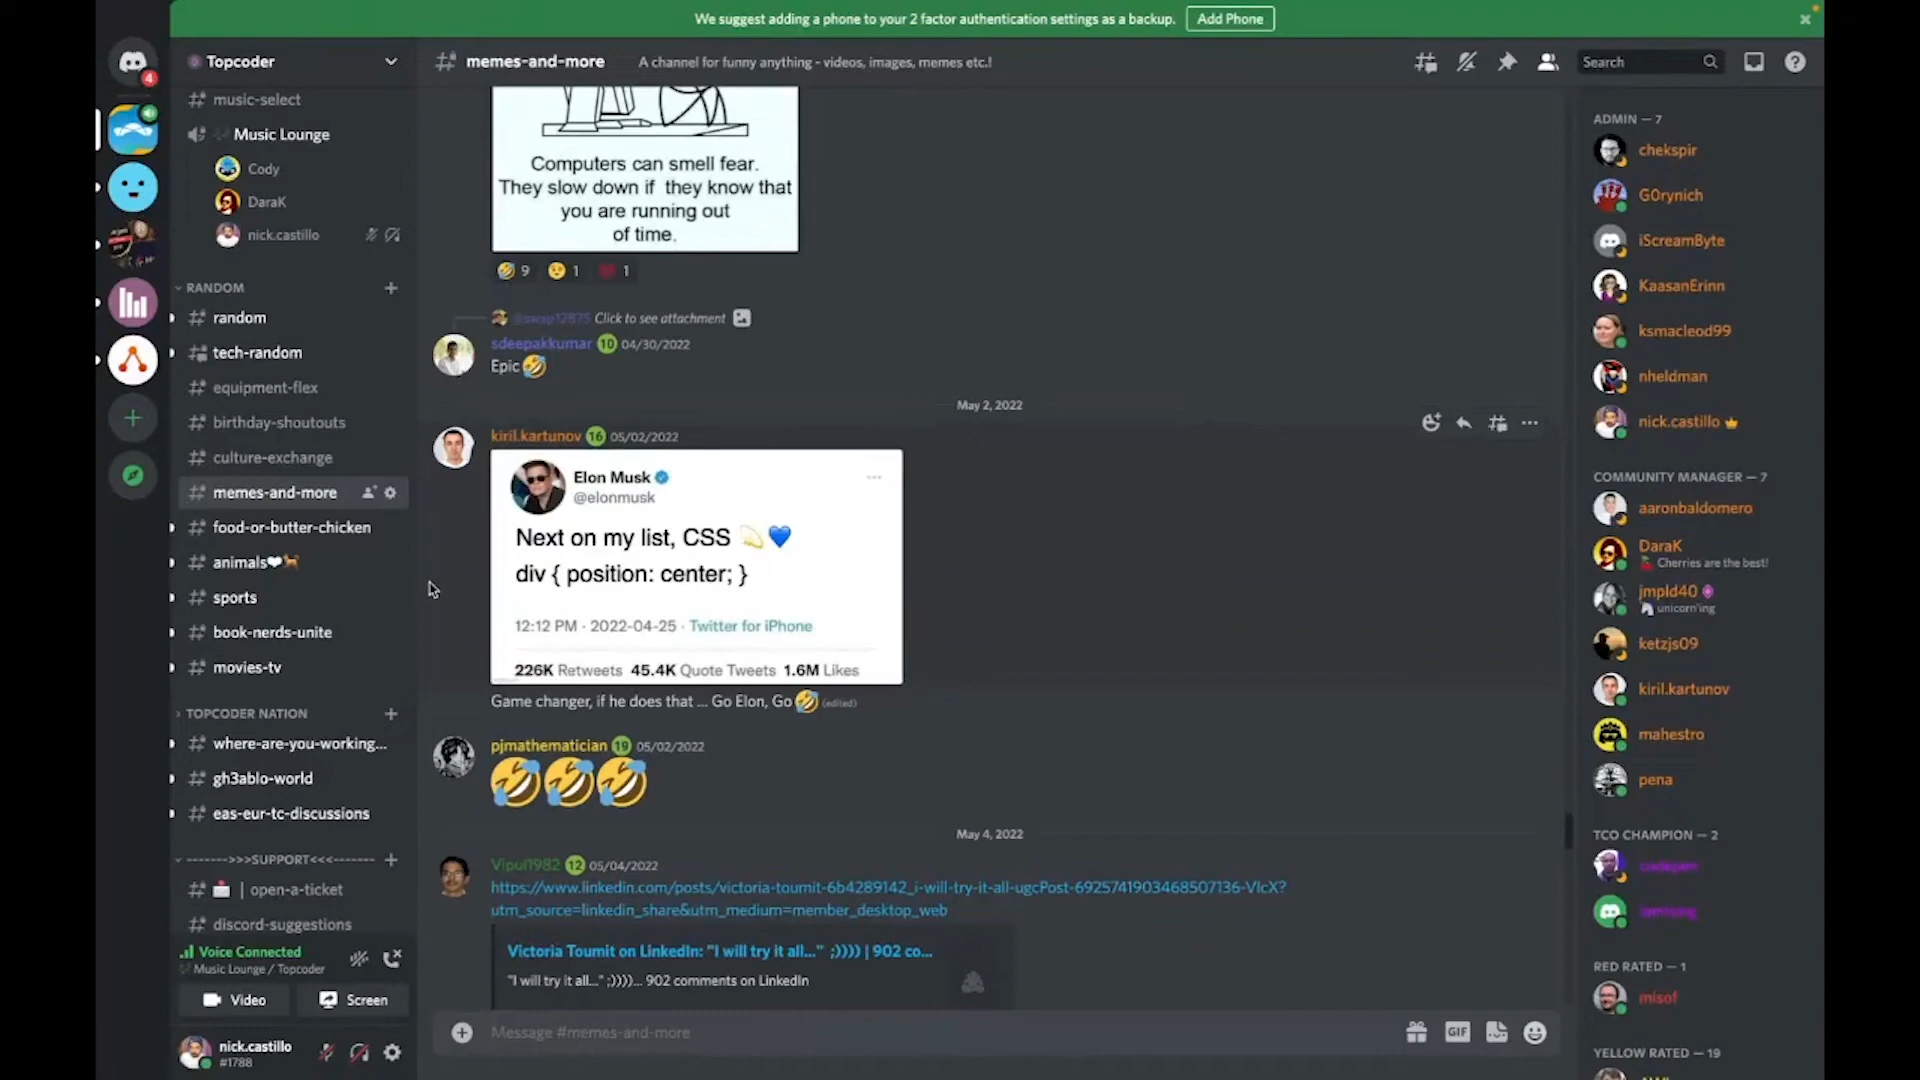 We suggest adding a phone to your 2 factor authentication settings as a backup. Add Phone
Topcoder
memes-and-more A channel for funny anything - videos, images, memes etc.!
Search
4
music-select
Music Lounge
Cody
DaraK
nick.castillo
RANDOM
random
tech-random
equipment-flex
birthday-shoutouts
culture-exchange
memes-and-more
food-or-butter-chicken
animals❤🐕
sports
book-nerds-unite
movies-tv
TOPCODER NATION
where-are-you-working...
gh3ablo-world
eas-eur-tc-discussions
------->>>SUPPORT<<<-------
| open-a-ticket
discord-suggestions
Voice Connected
Music Lounge / Topcoder
Video Screen
nick.castillo
#1788
Computers can smell fear.
They slow down if they know that
you are running out
of time.
🤣 9 1 1
Click to see attachment
sdeepakkumar 10 04/30/2022
Epic 🤣
May 2, 2022
kiril.kartunov 16 05/02/2022
Elon Musk
@elonmusk
Next on my list, CSS 💫💙
div { position: center; }
12:12 PM · 2022-04-25 · Twitter for iPhone
226K Retweets 45.4K Quote Tweets 1.6M Likes
Game changer, if he does that ... Go Elon, Go 🤣 (edited)
pjmathematician 19 05/02/2022
🤣🤣🤣
May 4, 2022
Vipul1982 12 05/04/2022
https://www.linkedin.com/posts/victoria-toumit-6b4289142_i-will-try-it-all-ugcPost-6925741903468507136-VlcX?
utm_source=linkedin_share&utm_medium=member_desktop_web
Victoria Toumit on LinkedIn: "I will try it all..." ;)))) | 902 co...
"I will try it all..." ;))))... 902 comments on LinkedIn
Message #memes-and-more
GIF
ADMIN — 7
chekspir
G0rynich
iScreamByte
KaasanErinn
ksmacleod99
nheldman
nick.castillo
COMMUNITY MANAGER — 7
aaronbaldomero
DaraK
🍒 Cherries are the best!
jmpld40
🦄 unicorn'ing
ketzjs09
kiril.kartunov
mahestro
pena
TCO CHAMPION — 2
RED RATED — 1
misof
YELLOW RATED — 19